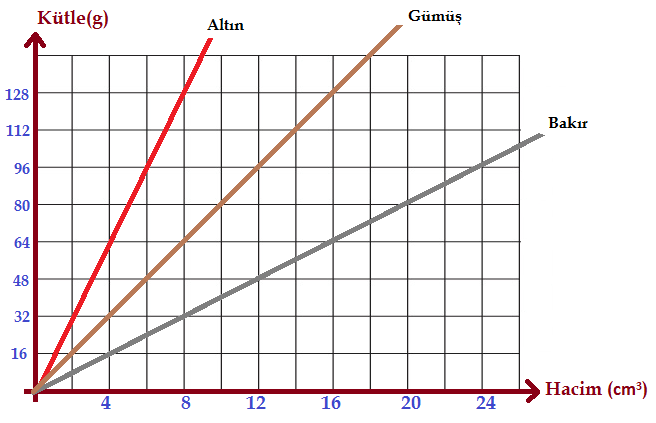 Kütle(g)
Altın
Gümüş
Bakır
128
112
96
80
64
48
32
16
4 8 12 16 20 24
Hacim (cm³)